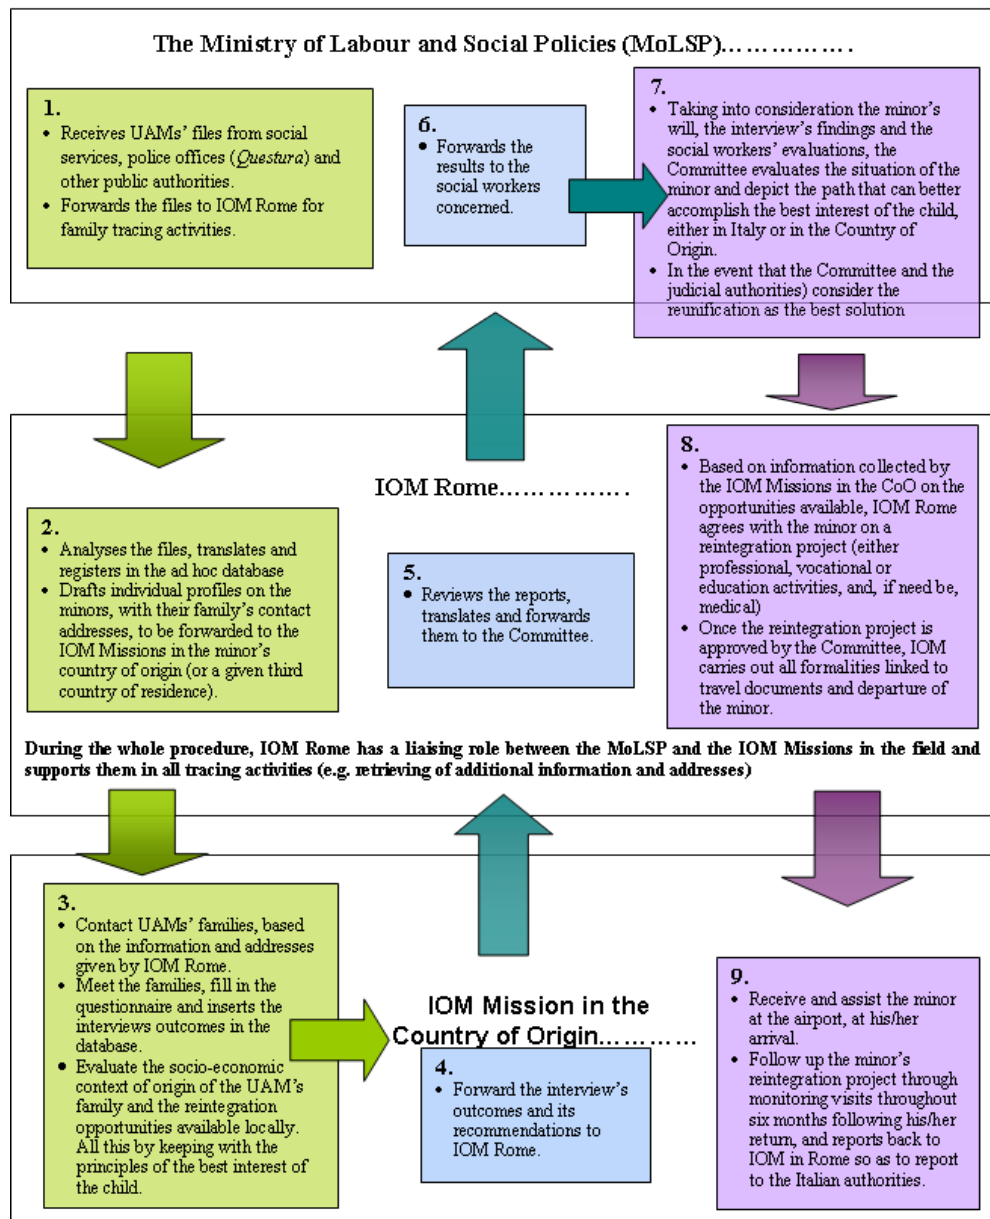 The Ministry of Labour and Social Policies (MoLSP)……………….
1.
• Receives UAMs' files from social
services, police offices (Questura) and
other public authorities.
• Forwards the files to IOM Rome for
family tracing activities.
6.
• Forwards the
results to the
social workers
concerned.
7.
• Taking into consideration the minor's
will, the interview's findings and the
social workers' evaluations, the
Committee evaluates the situation of the
minor and depict the path that can better
accomplish the best interest of the child,
either in Italy or in the Country of
Origin.
• In the event that the Committee and the
judicial authorities) consider the
reunification as the best solution
IOM Rome…………….
2.
• Analyses the files, translates and
registers in the ad hoc database
• Drafts individual profiles on the
minors, with their family's contact
addresses, to be forwarded to the
IOM Missions in the minor's
country of origin (or a given third
country of residence).
5.
• Reviews the reports,
translates and forwards
them to the Committee.
8.
• Based on information collected by
the IOM Missions in the CoO on the
opportunities available, IOM Rome
agrees with the minor on a
reintegration project (either
professional, vocational or
education activities, and, if need be,
medical)
• Once the reintegration project is
approved by the Committee, IOM
carries out all formalities linked to
travel documents and departure of
the minor.
During the whole procedure, IOM Rome has a liaising role between the MoLSP and the IOM Missions in the field and
supports them in all tracing activities (e.g. retrieving of additional information and addresses)
3.
• Contact UAMs' families, based
on the information and addresses
given by IOM Rome.
• Meet the families, fill in the
questionnaire and inserts the
interviews outcomes in the
database.
• Evaluate the socio-economic
context of origin of the UAM's
family and the reintegration
opportunities available locally.
All this by keeping with the
principles of the best interest of
the child.
IOM Mission in the
Country of Origin…………
4.
• Forward the interview's
outcomes and its
recommendations to
IOM Rome.
9.
• Receive and assist the minor
at the airport, at his/her
arrival.
• Follow up the minor's
reintegration project through
monitoring visits throughout
six months following his/her
return, and reports back to
IOM in Rome so as to report
to the Italian authorities.